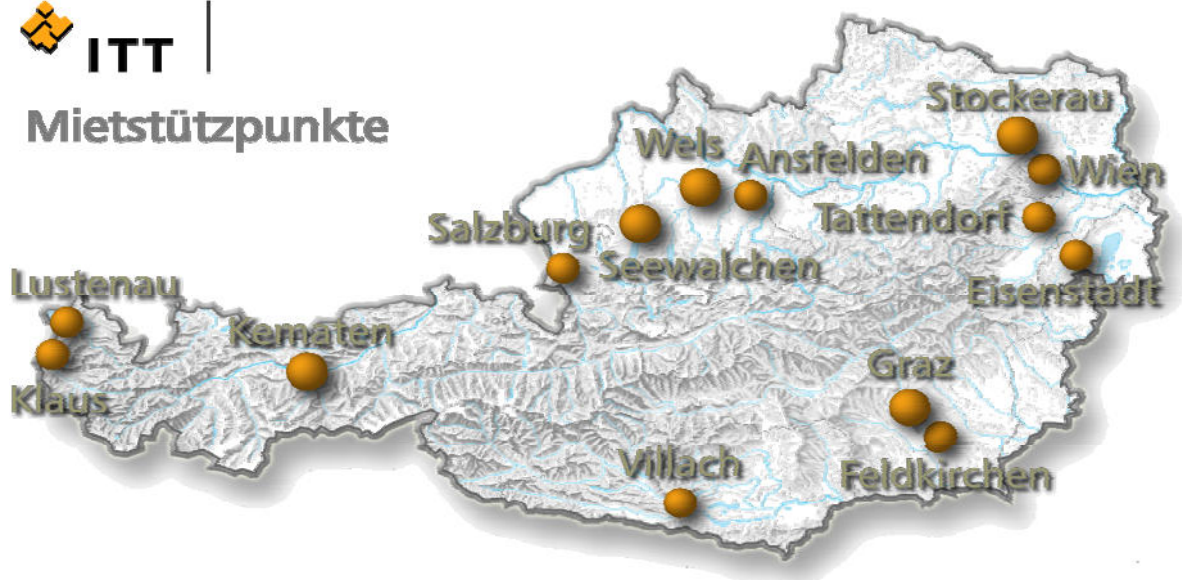 ITT
Mietstützpunkte
Stockerau
Wels
Ansfelden
Wien
Salzburg
Tattendorf
Seewalchen
Lustenau
Eisenstadt
Kematen
Graz
Klaus
Villach
Feldkirchen